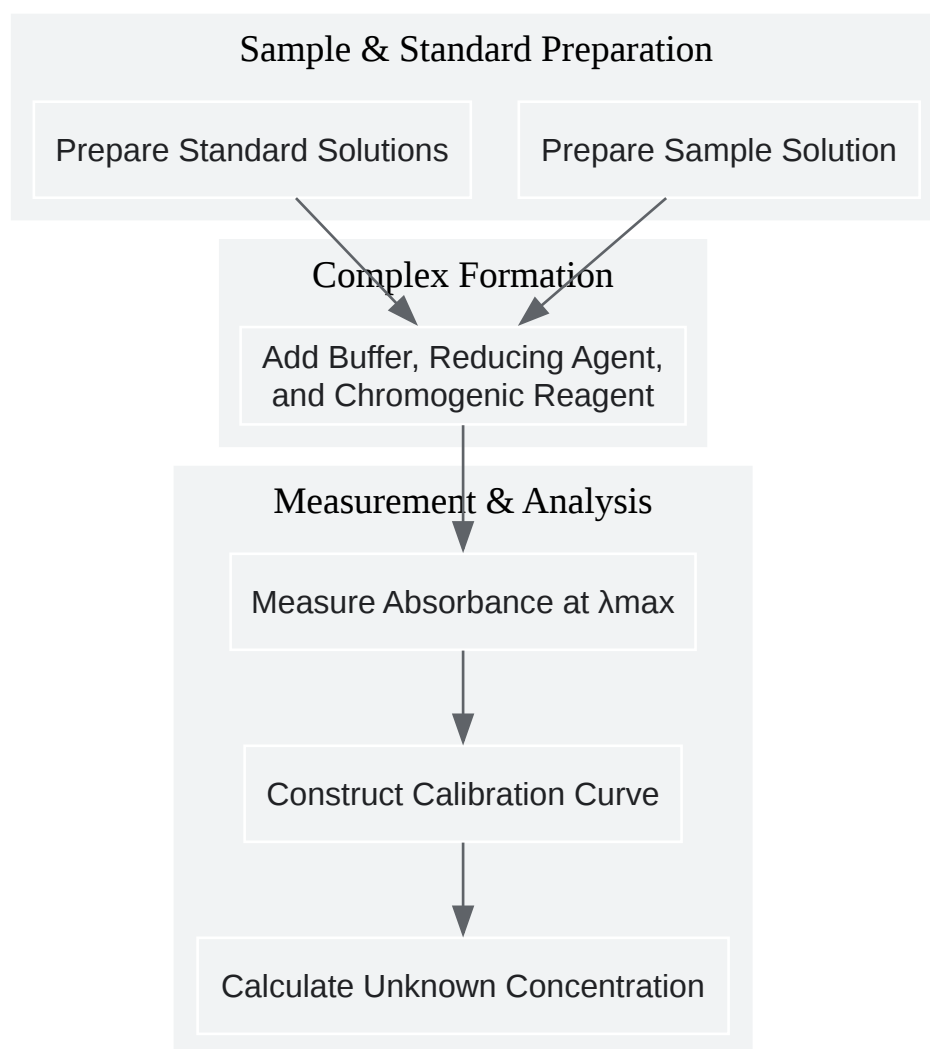 Sample & Standard Preparation
Prepare Standard Solutions
Prepare Sample Solution
Complex Formation
Add Buffer, Reducing Agent,
and Chromogenic Reagent
Measurement & Analysis
Measure Absorbance at λmax
Construct Calibration Curve
Calculate Unknown Concentration